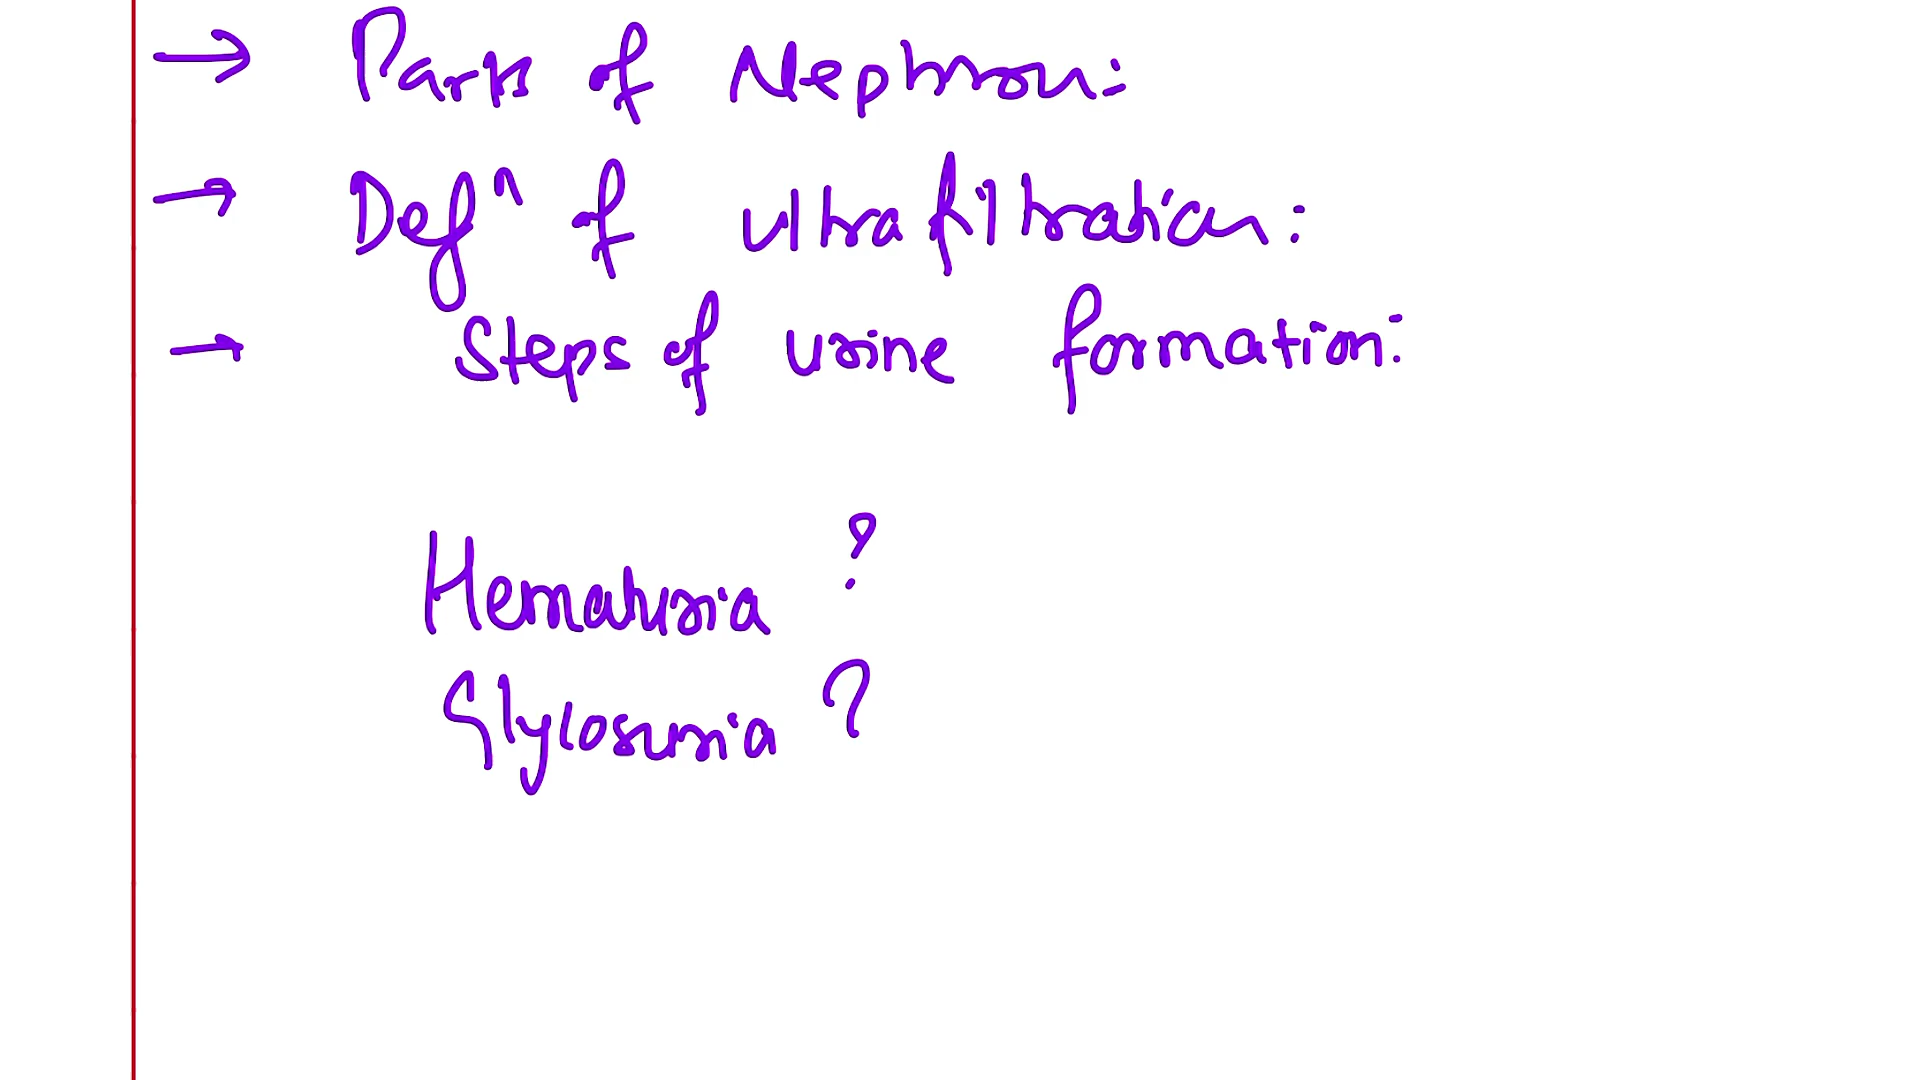 → Parts of Nephron:
→ Defⁿ of Ultrafiltration:
→ Steps of urine formation:
Hematuria ?
Glycosuria ?